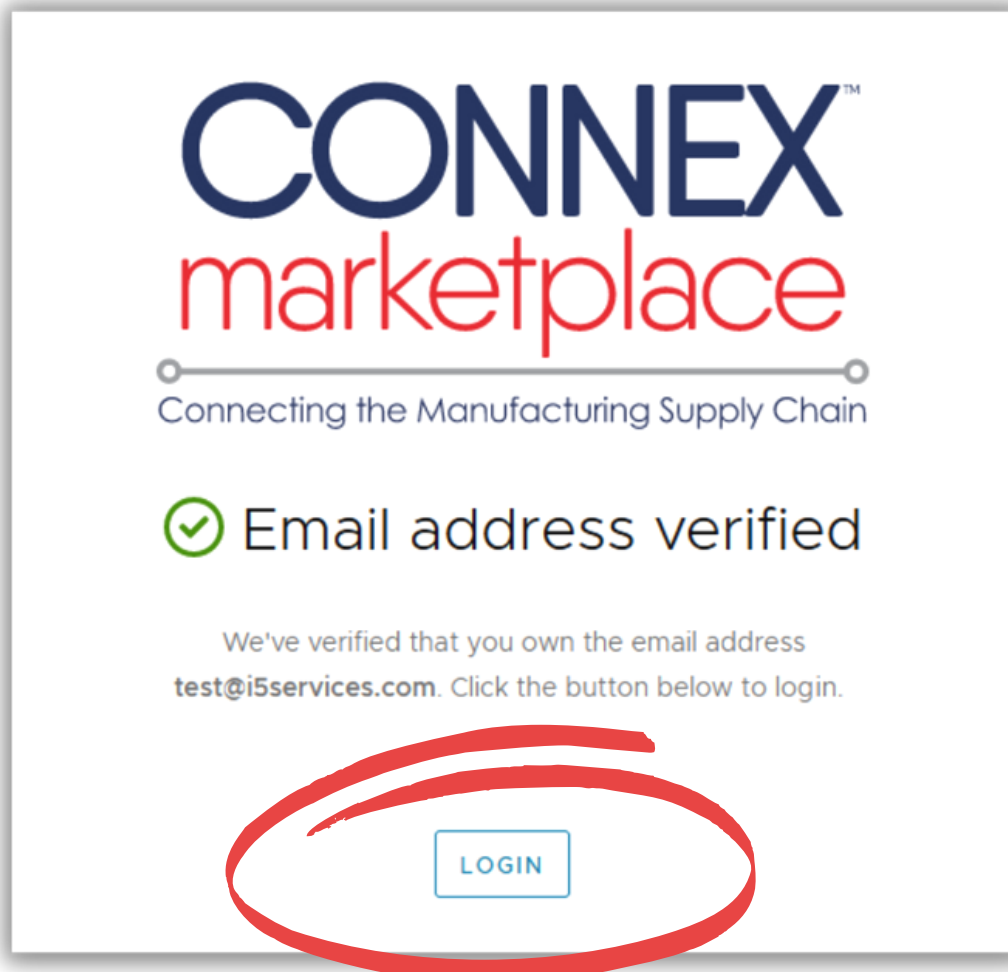 CONNEX™
marketplace
Connecting the Manufacturing Supply Chain
Email address verified
We've verified that you own the email address
test@i5services.com. Click the button below to login.
LOGIN